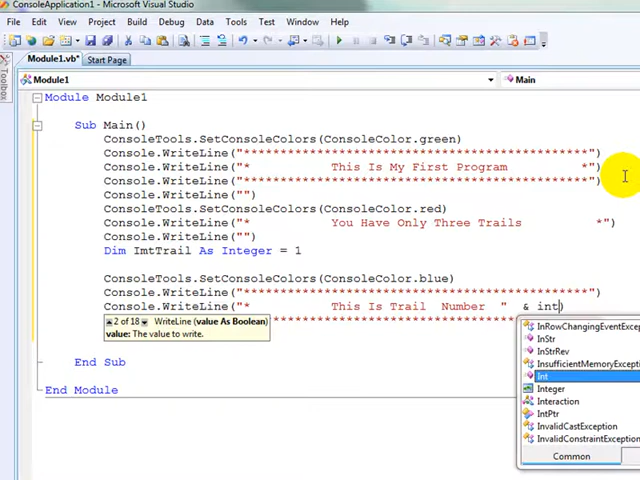 ConsoleApplication1 - Microsoft Visual Studio
File Edit View Project Build Debug Data Tools Test Window Help
Module1.vb* Start Page
Toolbox
Module1 Main
Module Module1
Sub Main()
ConsoleTools.SetConsoleColors(ConsoleColor.green)
Console.WriteLine("************************************************")
Console.WriteLine("* This Is My First Program *")
Console.WriteLine("************************************************")
Console.WriteLine("")
ConsoleTools.SetConsoleColors(ConsoleColor.red)
Console.WriteLine("* You Have Only Three Trails *")
Console.WriteLine("")
Dim ImtTrail As Integer = 1
ConsoleTools.SetConsoleColors(ConsoleColor.blue)
Console.WriteLine("************************************************")
Console.WriteLine("* This Is Trail Number " & int)
2 of 18 WriteLine (value As Boolean)
value: The value to write.
InRowChangingEventExcep
InStr
InStrRev
InsufficientMemoryExcepti
Int
Integer
Interaction
IntPtr
InvalidCastException
InvalidConstraintException
Common
End Sub
End Module